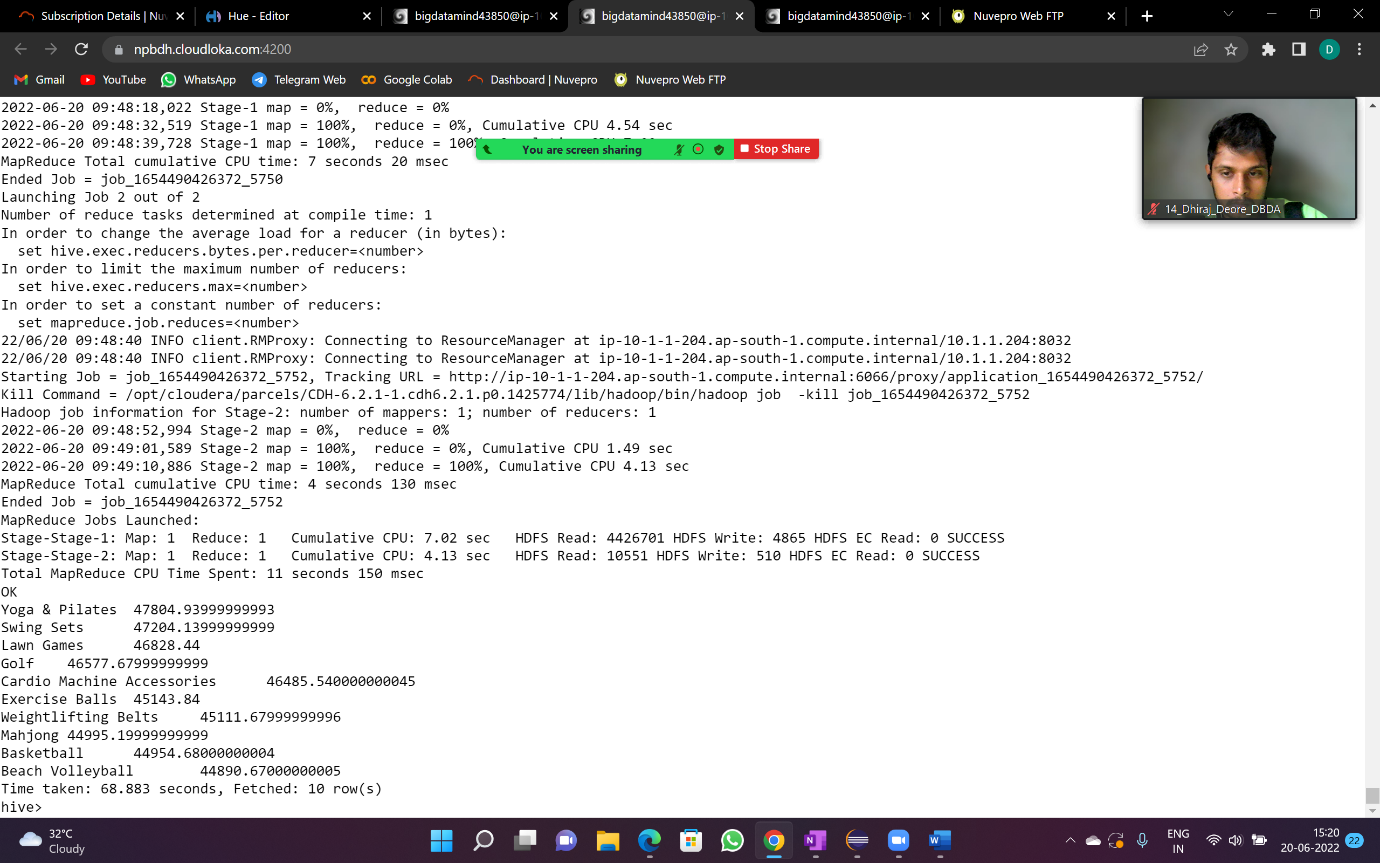 Subscription Details | Nuv
Hue - Editor
bigdatamind43850@ip-1
bigdatamind43850@ip-1
bigdatamind43850@ip-1
Nuvepro Web FTP
npbdh.cloudloka.com:4200
D
Gmail
YouTube
WhatsApp
Telegram Web
Google Colab
Dashboard | Nuvepro
Nuvepro Web FTP
2022-06-20 09:48:18,022 Stage-1 map = 0%,  reduce = 0%
2022-06-20 09:48:32,519 Stage-1 map = 100%,  reduce = 0%, Cumulative CPU 4.54 sec
2022-06-20 09:48:39,728 Stage-1 map = 100%,  reduce = 100%
You are screen sharing
Stop Share
14_Dhiraj_Deore_DBDA
MapReduce Total cumulative CPU time: 7 seconds 20 msec
Ended Job = job_1654490426372_5750
Launching Job 2 out of 2
Number of reduce tasks determined at compile time: 1
In order to change the average load for a reducer (in bytes):
  set hive.exec.reducers.bytes.per.reducer=<number>
In order to limit the maximum number of reducers:
  set hive.exec.reducers.max=<number>
In order to set a constant number of reducers:
  set mapreduce.job.reduces=<number>
22/06/20 09:48:40 INFO client.RMProxy: Connecting to ResourceManager at ip-10-1-1-204.ap-south-1.compute.internal/10.1.1.204:8032
22/06/20 09:48:40 INFO client.RMProxy: Connecting to ResourceManager at ip-10-1-1-204.ap-south-1.compute.internal/10.1.1.204:8032
Starting Job = job_1654490426372_5752, Tracking URL = http://ip-10-1-1-204.ap-south-1.compute.internal:6066/proxy/application_1654490426372_5752/
Kill Command = /opt/cloudera/parcels/CDH-6.2.1-1.cdh6.2.1.p0.1425774/lib/hadoop/bin/hadoop job  -kill job_1654490426372_5752
Hadoop job information for Stage-2: number of mappers: 1; number of reducers: 1
2022-06-20 09:48:52,994 Stage-2 map = 0%,  reduce = 0%
2022-06-20 09:49:01,589 Stage-2 map = 100%,  reduce = 0%, Cumulative CPU 1.49 sec
2022-06-20 09:49:10,886 Stage-2 map = 100%,  reduce = 100%, Cumulative CPU 4.13 sec
MapReduce Total cumulative CPU time: 4 seconds 130 msec
Ended Job = job_1654490426372_5752
MapReduce Jobs Launched:
Stage-Stage-1: Map: 1  Reduce: 1   Cumulative CPU: 7.02 sec   HDFS Read: 4426701 HDFS Write: 4865 HDFS EC Read: 0 SUCCESS
Stage-Stage-2: Map: 1  Reduce: 1   Cumulative CPU: 4.13 sec   HDFS Read: 10551 HDFS Write: 510 HDFS EC Read: 0 SUCCESS
Total MapReduce CPU Time Spent: 11 seconds 150 msec
OK
Yoga & Pilates  47804.93999999993
Swing Sets      47204.13999999999
Lawn Games      46828.44
Golf    46577.67999999999
Cardio Machine Accessories      46485.540000000045
Exercise Balls  45143.84
Weightlifting Belts     45111.67999999996
Mahjong 44995.19999999999
Basketball      44954.68000000004
Beach Volleyball        44890.67000000005
Time taken: 68.883 seconds, Fetched: 10 row(s)
hive>
32°C
Cloudy
ENG
IN
15:20
20-06-2022
22